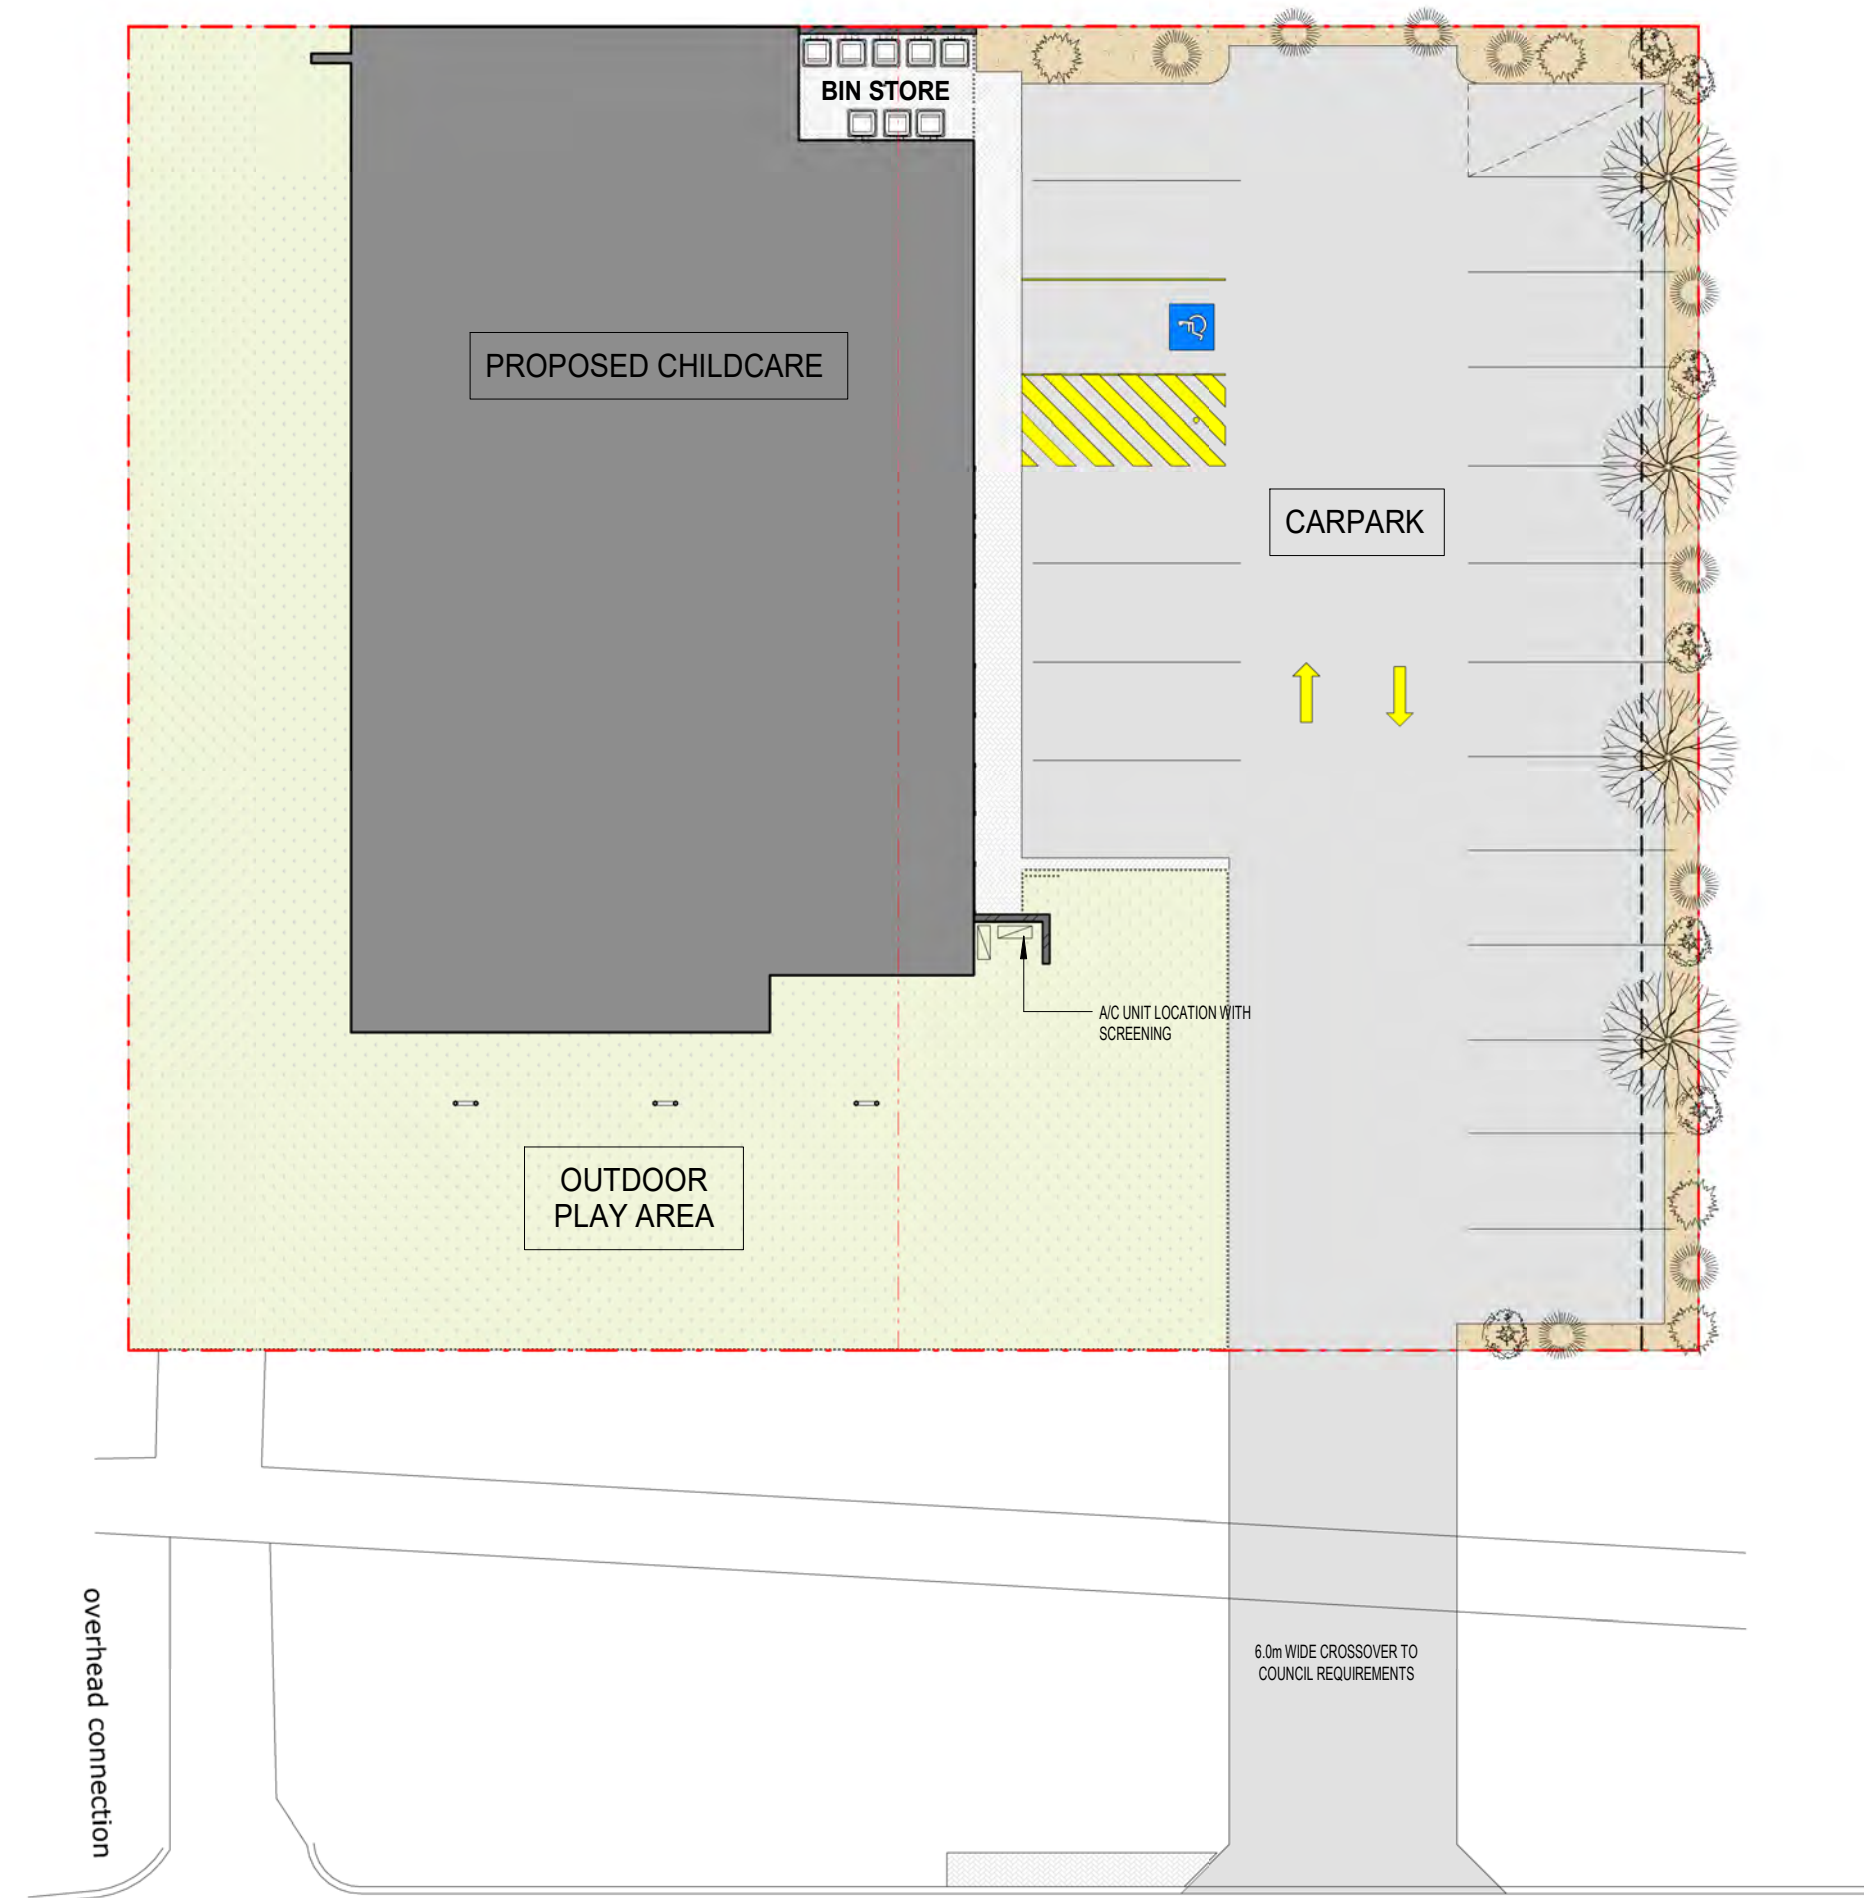 BIN STORE
PROPOSED CHILDCARE
CARPARK
A/C UNIT LOCATION WITH
SCREENING
OUTDOOR
PLAY AREA
overhead connection
6.0m WIDE CROSSOVER TO
COUNCIL REQUIREMENTS